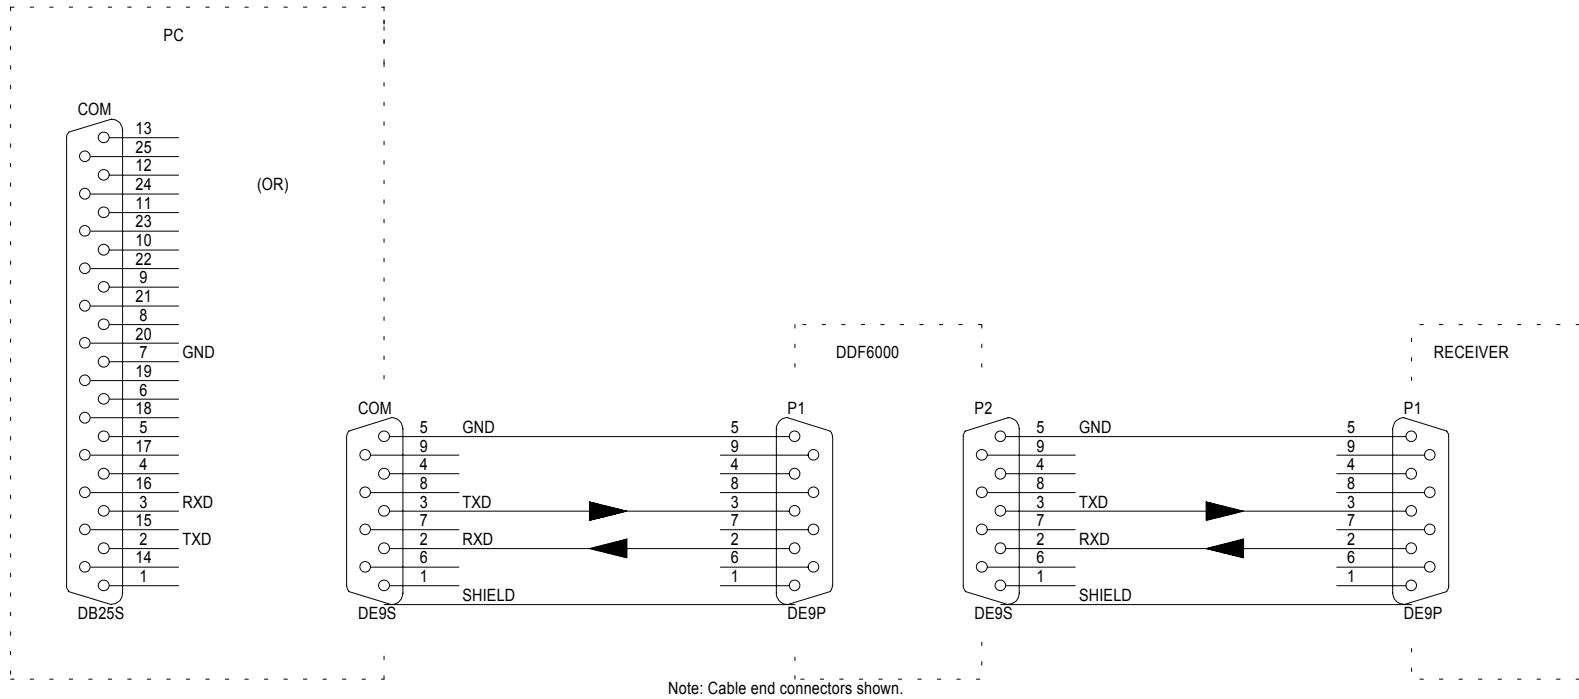 PC
COM
13
25
12
24
(OR)
11
23
10
22
9
21
8
20
7 GND
19
6
18
5
17
4
16
3 RXD
15
2 TXD
14
1
DB25S
COM
5 GND
9
4
8
3 TXD
7
2 RXD
6
1
SHIELD
DE9S
DDF6000
P1
5
9
4
8
3
7
2
6
1
DE9P
P2
5 GND
9
4
8
3 TXD
7
2 RXD
6
1
SHIELD
DE9S
RECEIVER
P1
5
9
4
8
3
7
2
6
1
DE9P
Note: Cable end connectors shown.